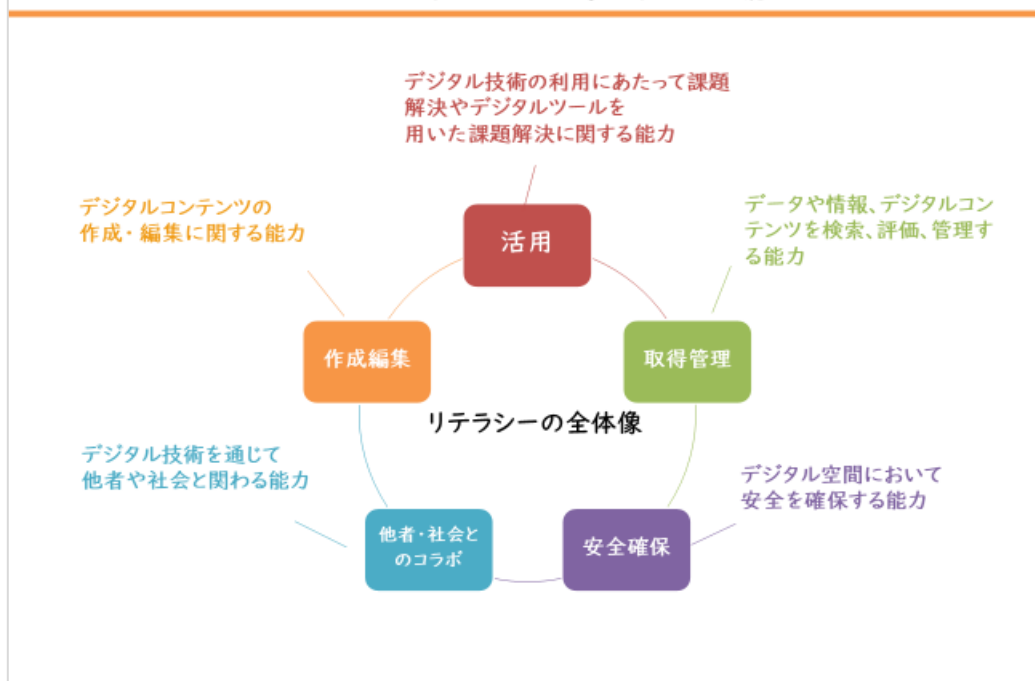 デジタル技術の利用にあたって課題
解決やデジタルツールを
用いた課題解決に関する能力
デジタルコンテンツの
作成・編集に関する能力
活用
データや情報、デジタルコン
テンツを検索、評価、管理す
る能力
作成編集
取得管理
リテラシーの全体像
デジタル技術を通じて
他者や社会と関わる能力
デジタル空間において
安全を確保する能力
他者・社会と
のコラボ
安全確保